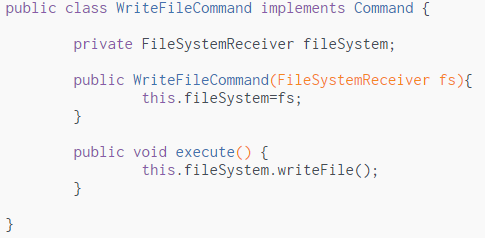 public class WriteFileCommand implements Command {
private FileSystemReceiver fileSystem;
public WriteFileCommand(FileSystemReceiver fs){
this.fileSystem=fs;
}
public void execute() {
this.fileSystem.writeFile();
}
}